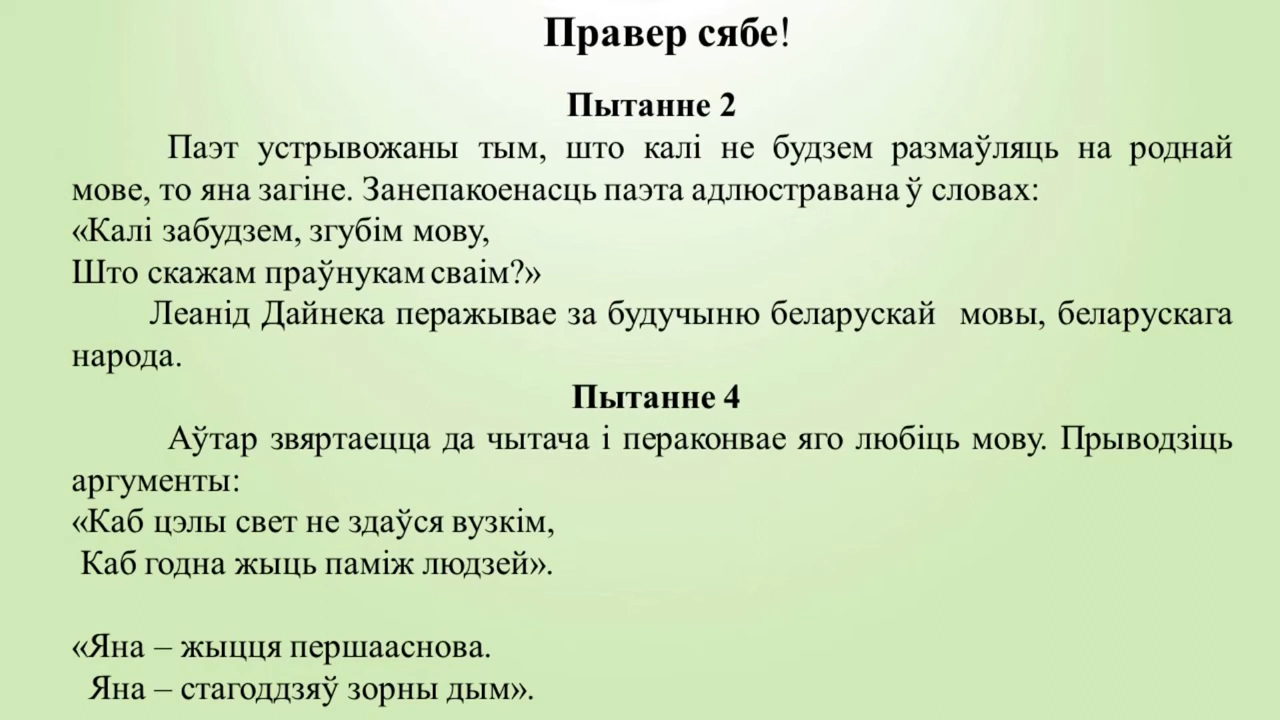 Правер сябе!
Пытанне 2
Паэт устрывожаны тым, што калі не будзем размаўляць на роднай
мове, то яна загіне. Занепакоенасць паэта адлюстравана ў словах:
«Калі забудзем, згубім мову,
Што скажам праўнукам сваім?»
Леанід Дайнека перажывае за будучыню беларускай мовы, беларускага
народа.
Пытанне 4
Аўтар звяртаецца да чытача і пераконвае яго любіць мову. Прыводзіць
аргументы:
«Каб цэлы свет не здаўся вузкім,
Каб годна жыць паміж людзей».
«Яна – жыцця першааснова.
Яна – стагоддзяў зорны дым».